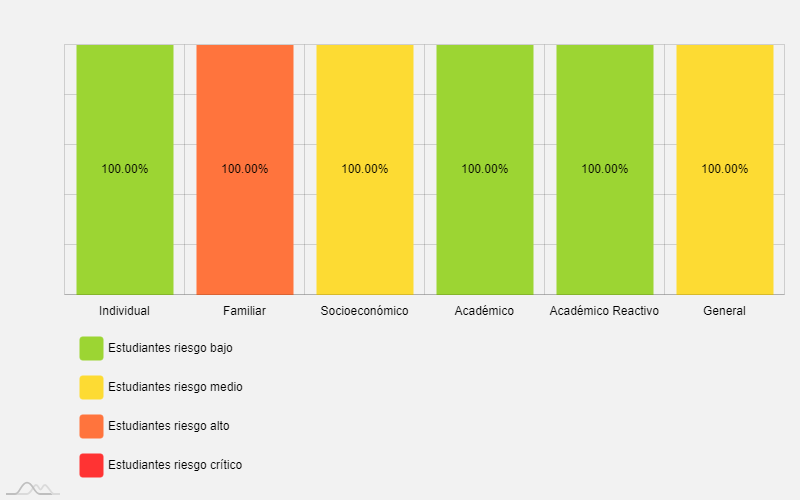 100.00% 100.00% 100.00% 100.00% 100.00% 100.00%
Individual Familiar Socioeconómico Académico Académico Reactivo General
Estudiantes riesgo bajo
Estudiantes riesgo medio
Estudiantes riesgo alto
Estudiantes riesgo crítico